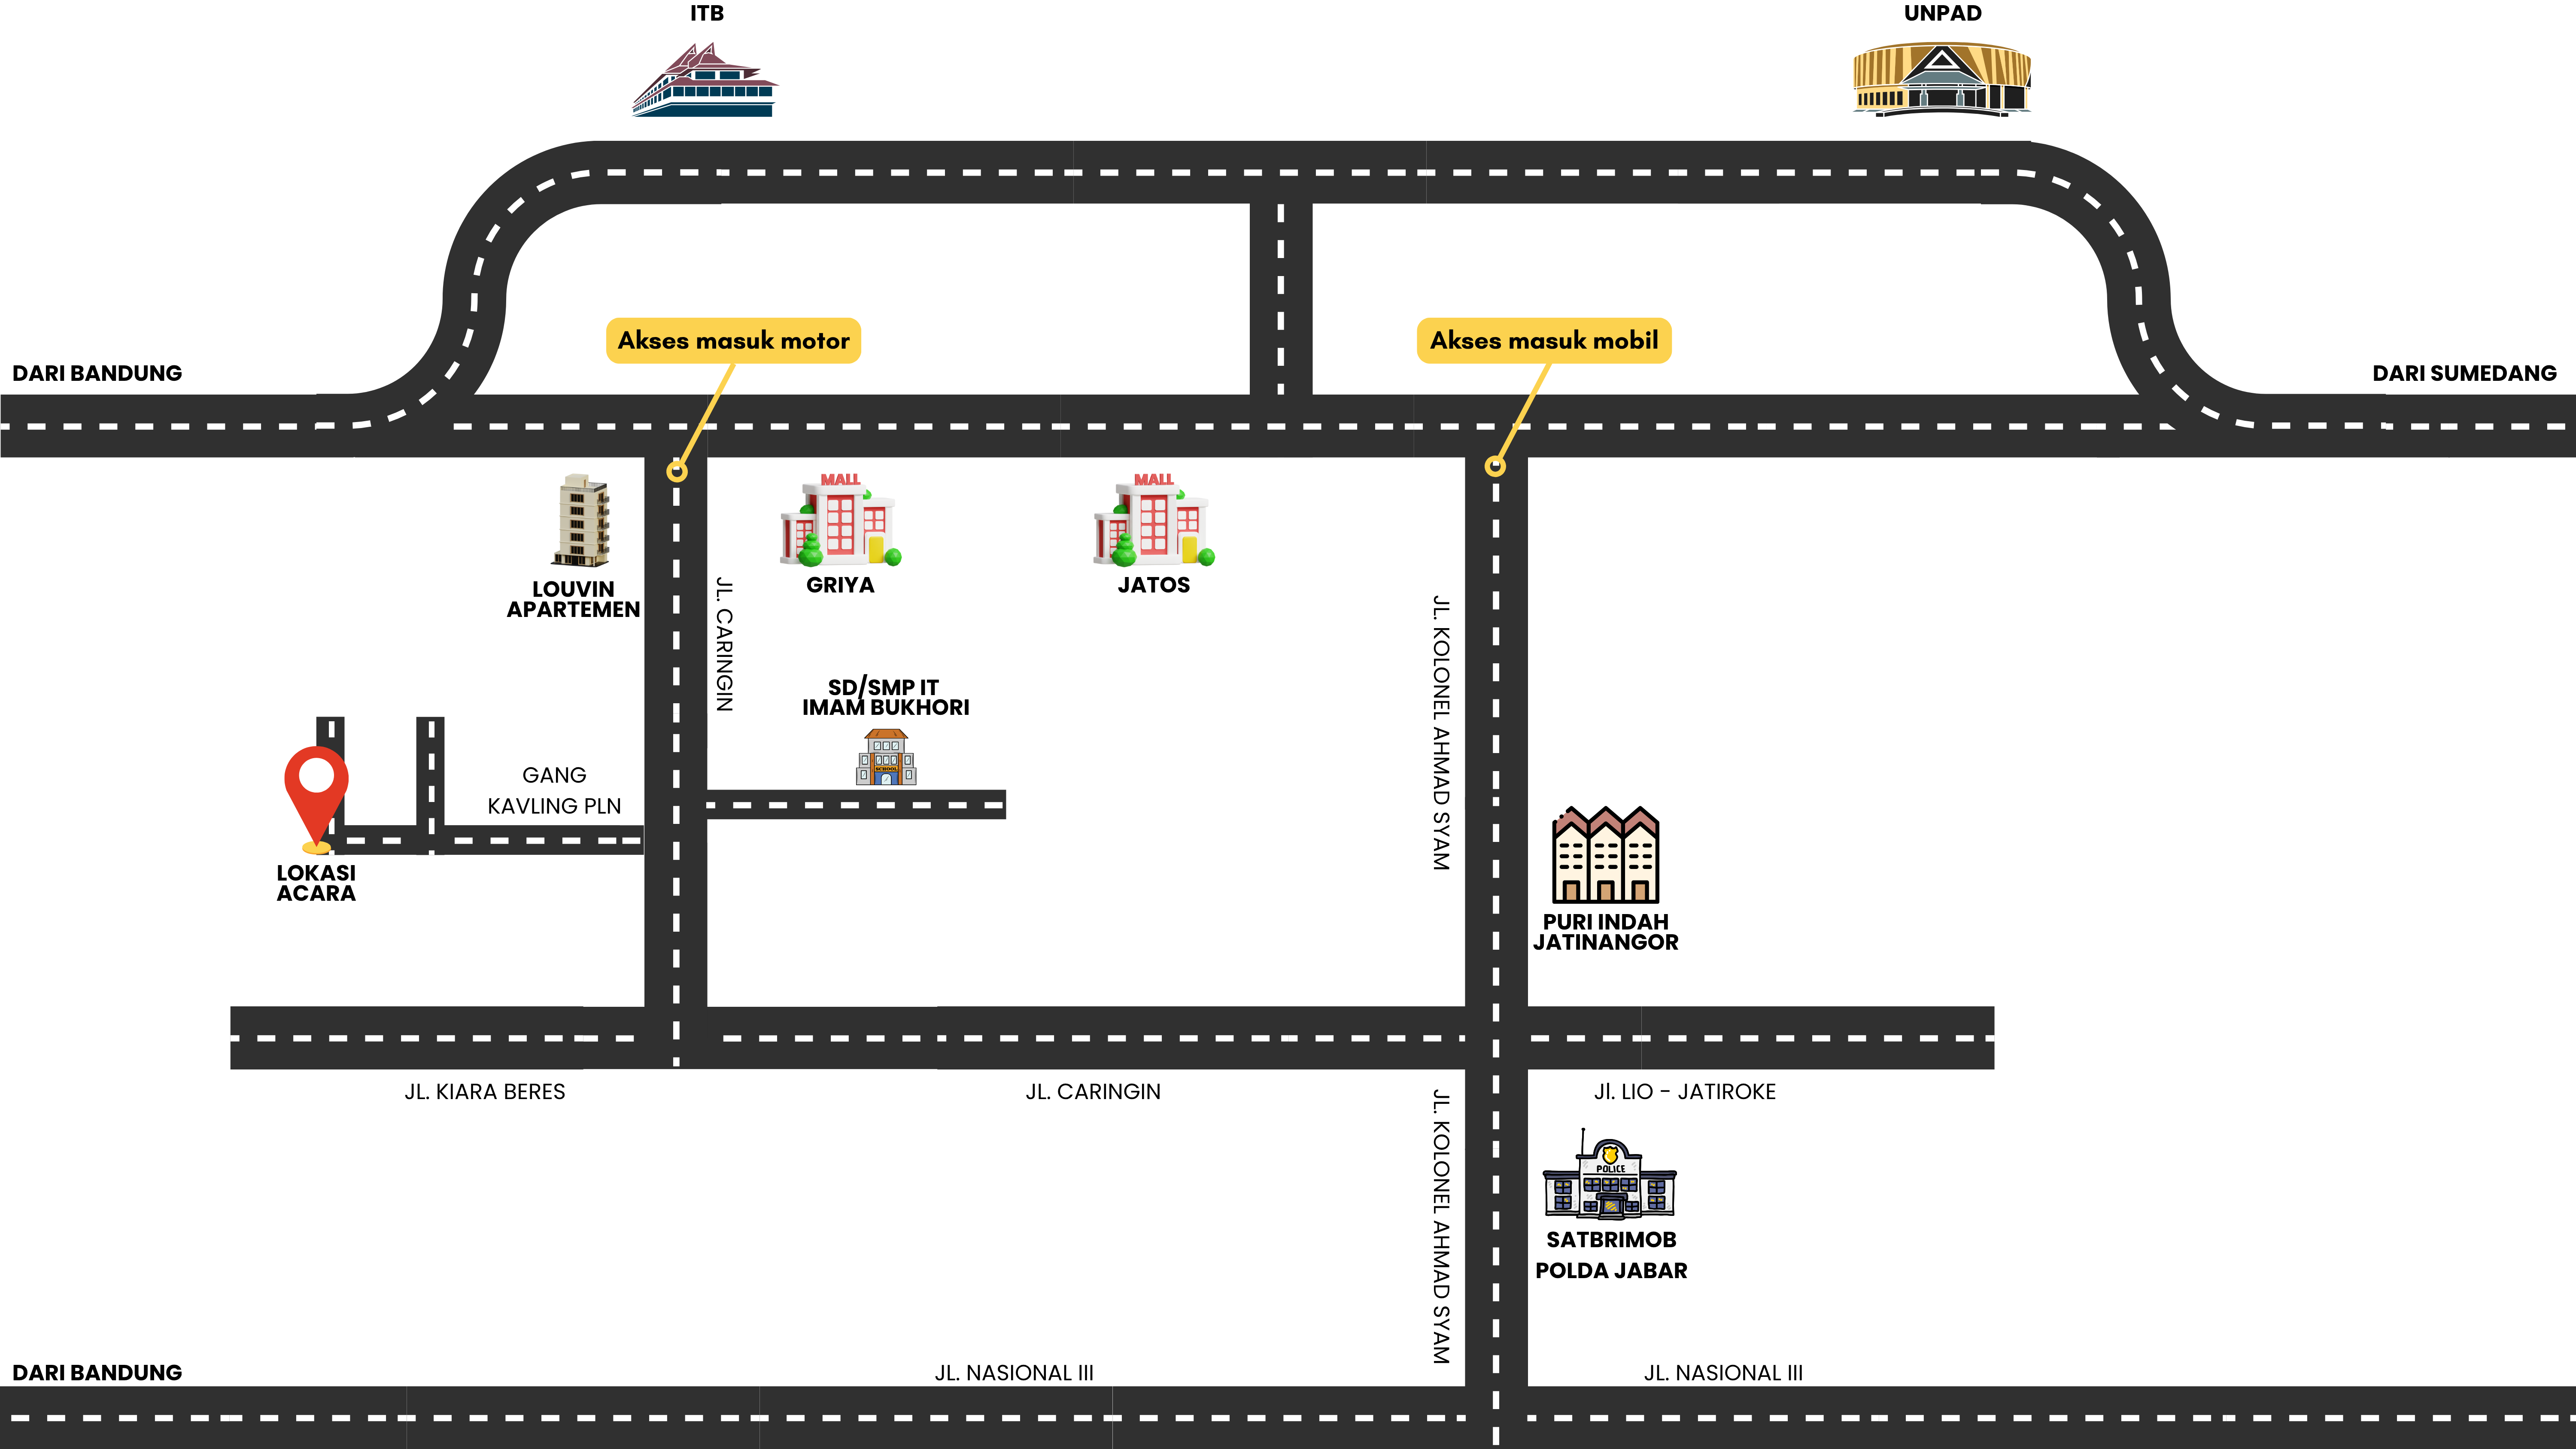 ITB
UNPAD
Akses masuk motor
Akses masuk mobil
DARI BANDUNG
DARI SUMEDANG
MALL
MALL
LOUVIN
APARTEMEN
GRIYA
JATOS
JL. CARINGIN
JL. KOLONEL AHMAD SYAM
SD/SMP IT
IMAM BUKHORI
SCHOOL
GANG
KAVLING PLN
LOKASI
ACARA
PURI INDAH
JATINANGOR
JL. KIARA BERES
JL. CARINGIN
Jl. LIO - JATIROKE
JL. KOLONEL AHMAD SYAM
POLICE
SATBRIMOB
POLDA JABAR
DARI BANDUNG
JL. NASIONAL III
JL. NASIONAL III